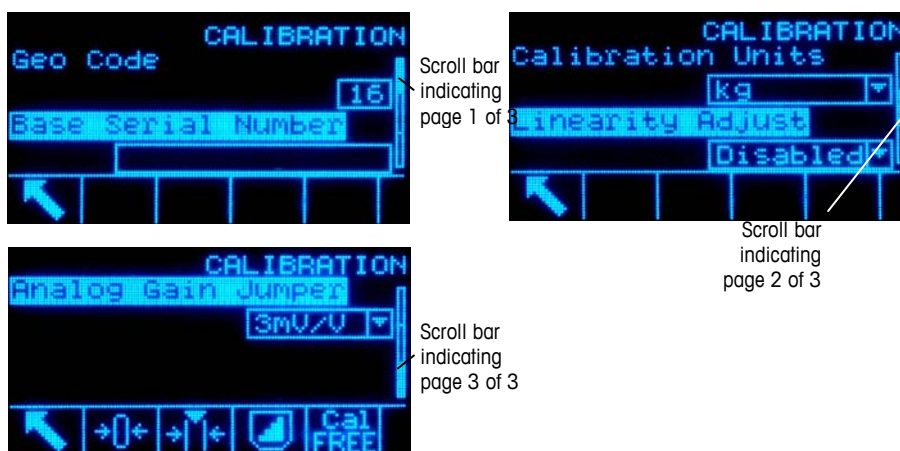 CALIBRATION
Geo Code
16
Base Serial Number
Scroll bar
indicating
page 1 of 3
CALIBRATION
Calibration Units
kg
Linearity Adjust
Disabled
Scroll bar
indicating
page 2 of 3
CALIBRATION
Analog Gain Jumper
3mV/V
Cal
FREE
Scroll bar
indicating
page 3 of 3